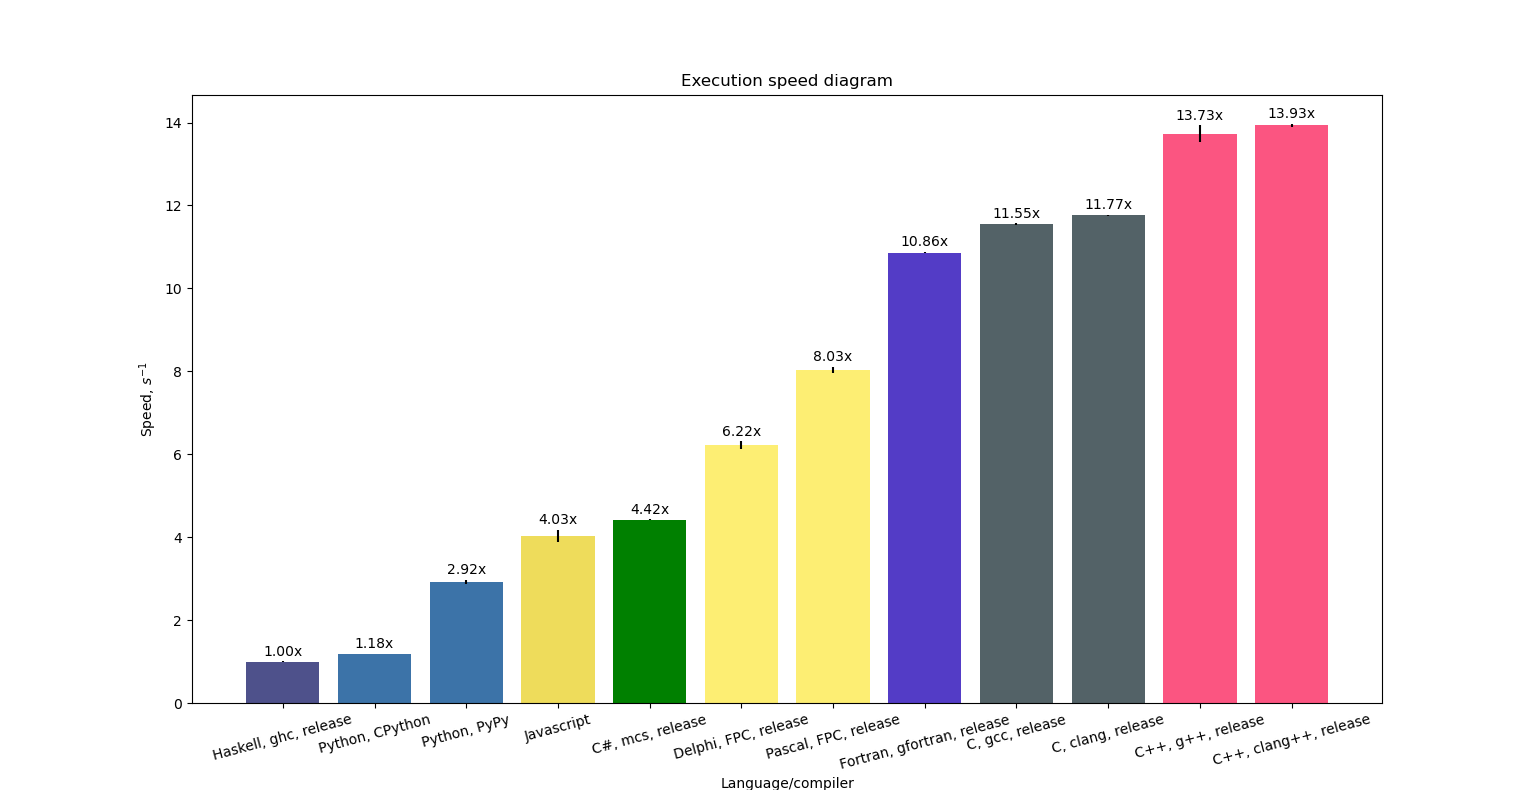 Execution speed diagram
Speed, s⁻¹
14
12
10
8
6
4
2
0
1.00x
1.18x
2.92x
4.03x
4.42x
6.22x
8.03x
10.86x
11.55x
11.77x
13.73x
13.93x
Haskell, ghc, release
Python, CPython
Python, PyPy
Javascript
C#, mcs, release
Delphi, FPC, release
Pascal, FPC, release
Fortran, gfortran, release
C, gcc, release
C, clang, release
C++, g++, release
C++, clang++, release
Language/compiler